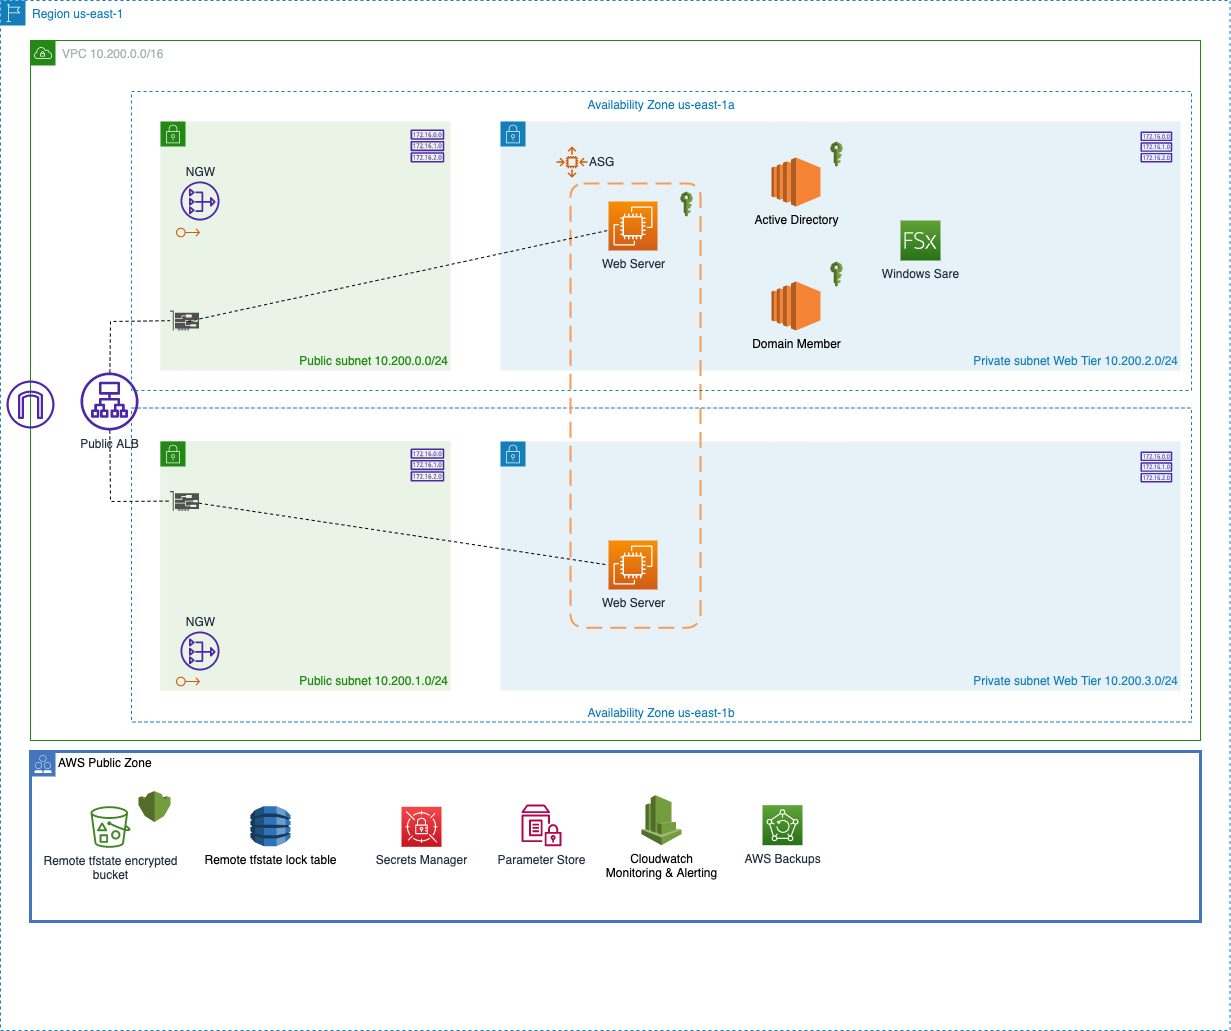 Region us-east-1
VPC 10.200.0.0/16
Availability Zone us-east-1a
172.16.0.0
172.16.1.0
172.16.2.0
NGW
Public subnet 10.200.0.0/24
ASG
Web Server
Active Directory
Domain Member
FSx
Windows Sare
172.16.0.0
172.16.1.0
172.16.2.0
Private subnet Web Tier 10.200.2.0/24
Public ALB
172.16.0.0
172.16.1.0
172.16.2.0
NGW
Public subnet 10.200.1.0/24
Web Server
172.16.0.0
172.16.1.0
172.16.2.0
Private subnet Web Tier 10.200.3.0/24
Availability Zone us-east-1b
AWS Public Zone
Remote tfstate encrypted
bucket
Remote tfstate lock table
Secrets Manager
Parameter Store
Cloudwatch
Monitoring & Alerting
AWS Backups